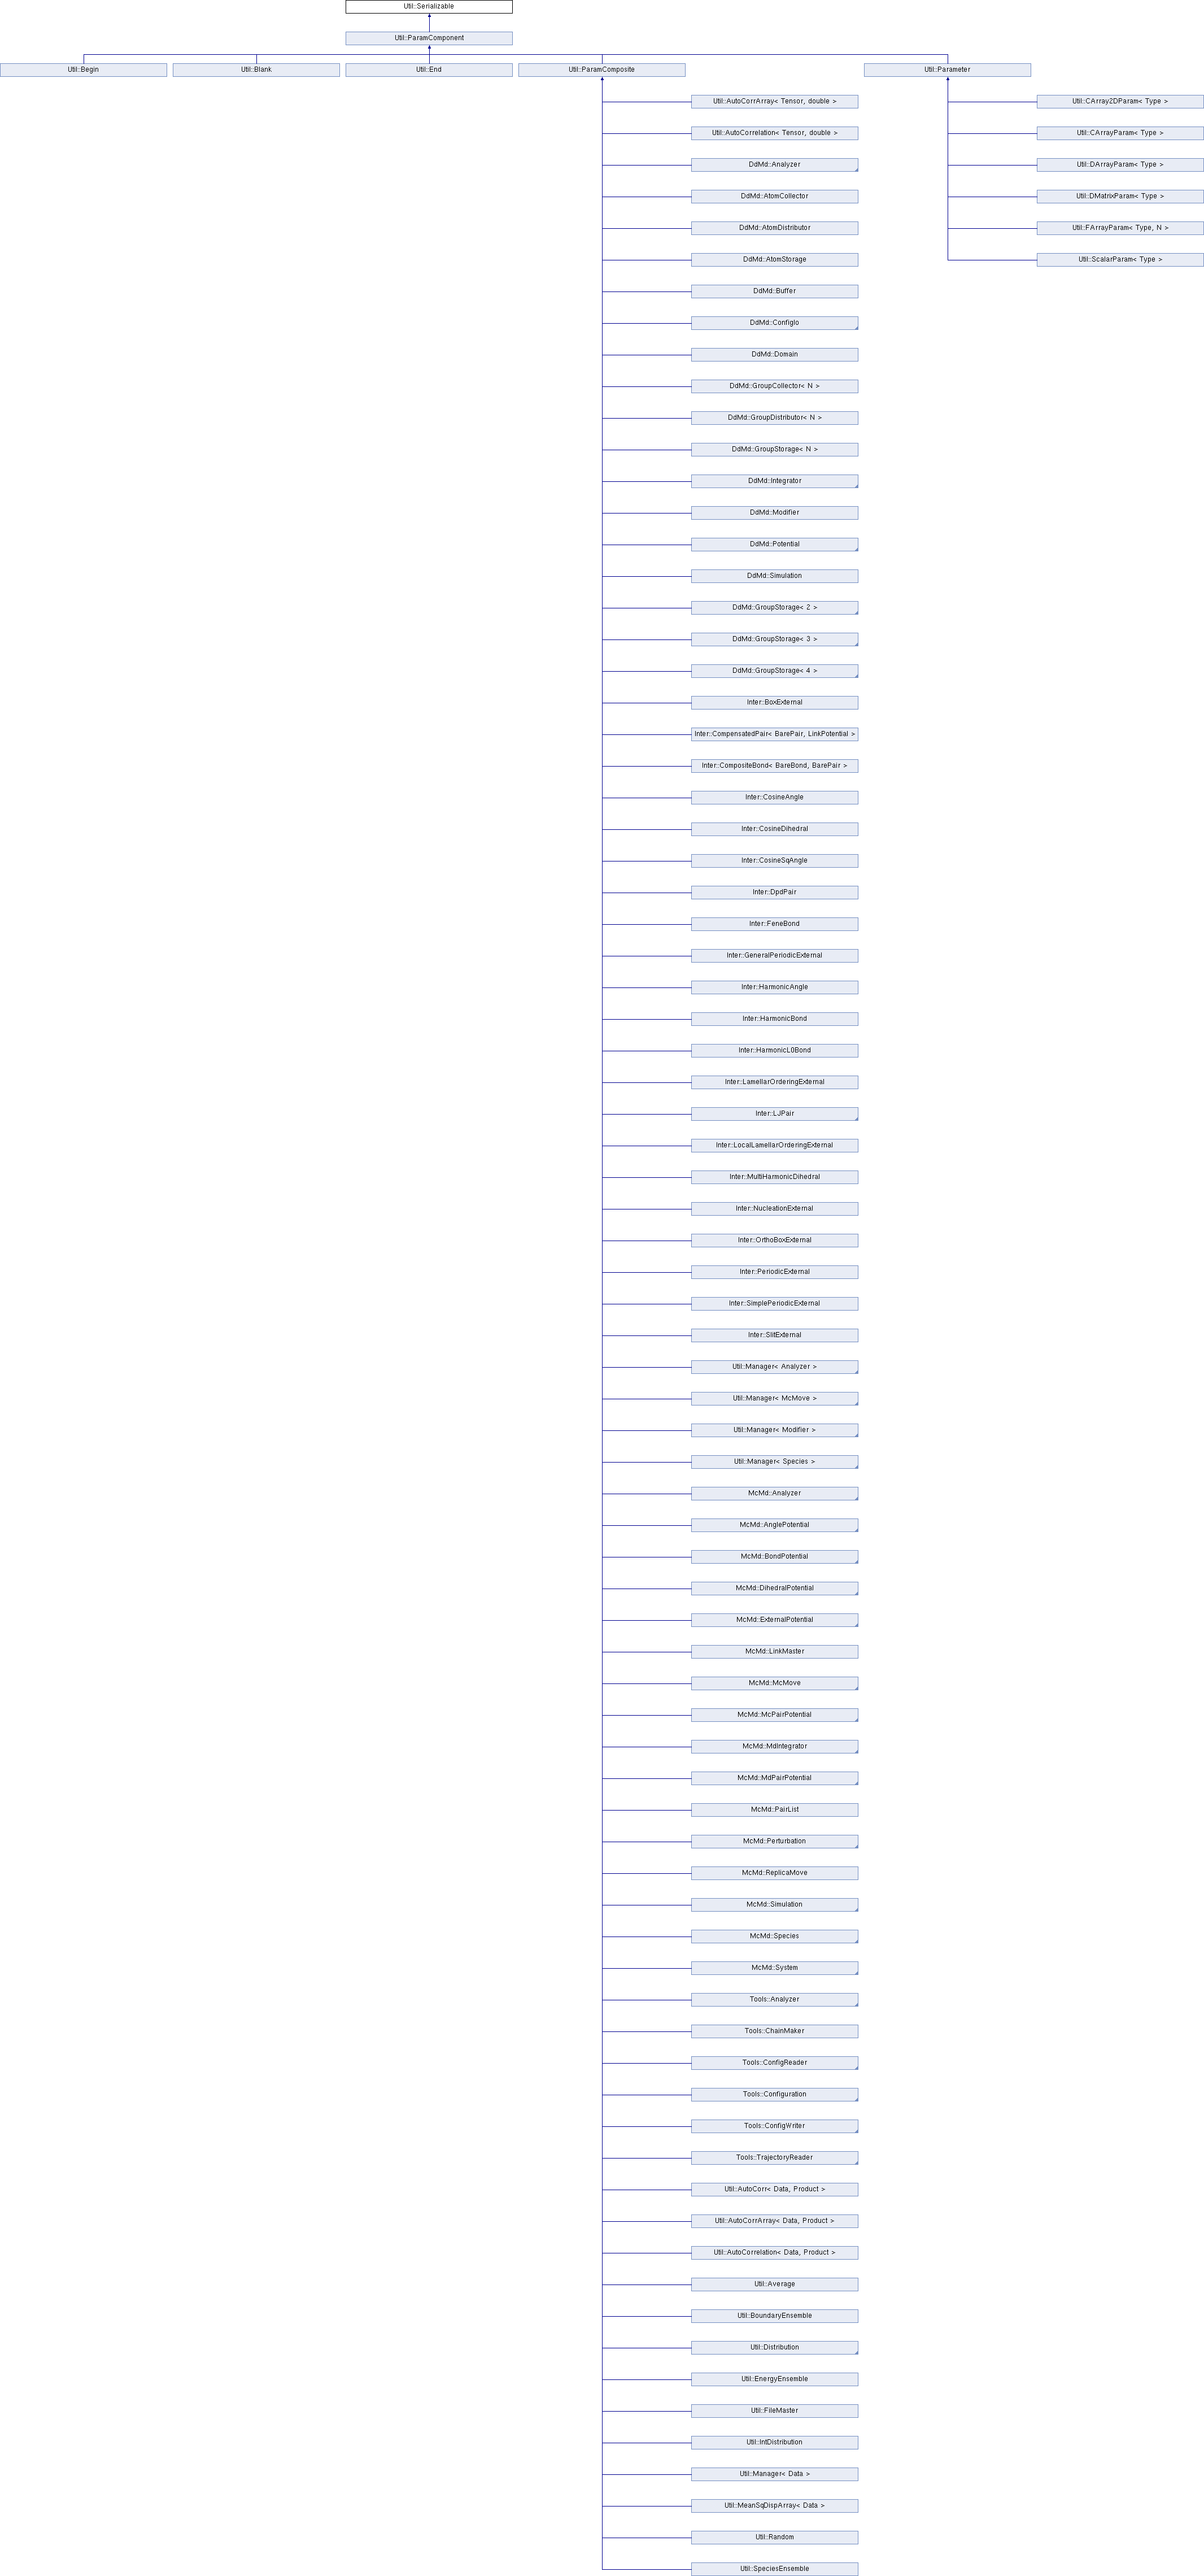 Util::Serializable
Util::ParamComponent
Util::Begin
Util::Blank
Util::End
Util::ParamComposite
Util::Parameter
Util::AutoCorrArray< Tensor, double >
Util::CArray2DParam< Type >
Util::AutoCorrelation< Tensor, double >
Util::CArrayParam< Type >
DdMd::Analyzer
Util::DArrayParam< Type >
DdMd::AtomCollector
Util::DMatrixParam< Type >
DdMd::AtomDistributor
Util::FArrayParam< Type, N >
DdMd::AtomStorage
Util::ScalarParam< Type >
DdMd::Buffer
DdMd::ConfigIo
DdMd::Domain
DdMd::GroupCollector< N >
DdMd::GroupDistributor< N >
DdMd::GroupStorage< N >
DdMd::Integrator
DdMd::Modifier
DdMd::Potential
DdMd::Simulation
DdMd::GroupStorage< 2 >
DdMd::GroupStorage< 3 >
DdMd::GroupStorage< 4 >
Inter::BoxExternal
Inter::CompensatedPair< BarePair, LinkPotential >
Inter::CompositeBond< BareBond, BarePair >
Inter::CosineAngle
Inter::CosineDihedral
Inter::CosineSqAngle
Inter::DpdPair
Inter::FeneBond
Inter::GeneralPeriodicExternal
Inter::HarmonicAngle
Inter::HarmonicBond
Inter::HarmonicL0Bond
Inter::LamellarOrderingExternal
Inter::LJPair
Inter::LocalLamellarOrderingExternal
Inter::MultiHarmonicDihedral
Inter::NucleationExternal
Inter::OrthoBoxExternal
Inter::PeriodicExternal
Inter::SimplePeriodicExternal
Inter::SlitExternal
Util::Manager< Analyzer >
Util::Manager< McMove >
Util::Manager< Modifier >
Util::Manager< Species >
McMd::Analyzer
McMd::AnglePotential
McMd::BondPotential
McMd::DihedralPotential
McMd::ExternalPotential
McMd::LinkMaster
McMd::McMove
McMd::McPairPotential
McMd::MdIntegrator
McMd::MdPairPotential
McMd::PairList
McMd::Perturbation
McMd::ReplicaMove
McMd::Simulation
McMd::Species
McMd::System
Tools::Analyzer
Tools::ChainMaker
Tools::ConfigReader
Tools::Configuration
Tools::ConfigWriter
Tools::TrajectoryReader
Util::AutoCorr< Data, Product >
Util::AutoCorrArray< Data, Product >
Util::AutoCorrelation< Data, Product >
Util::Average
Util::BoundaryEnsemble
Util::Distribution
Util::EnergyEnsemble
Util::FileMaster
Util::IntDistribution
Util::Manager< Data >
Util::MeanSqDispArray< Data >
Util::Random
Util::SpeciesEnsemble